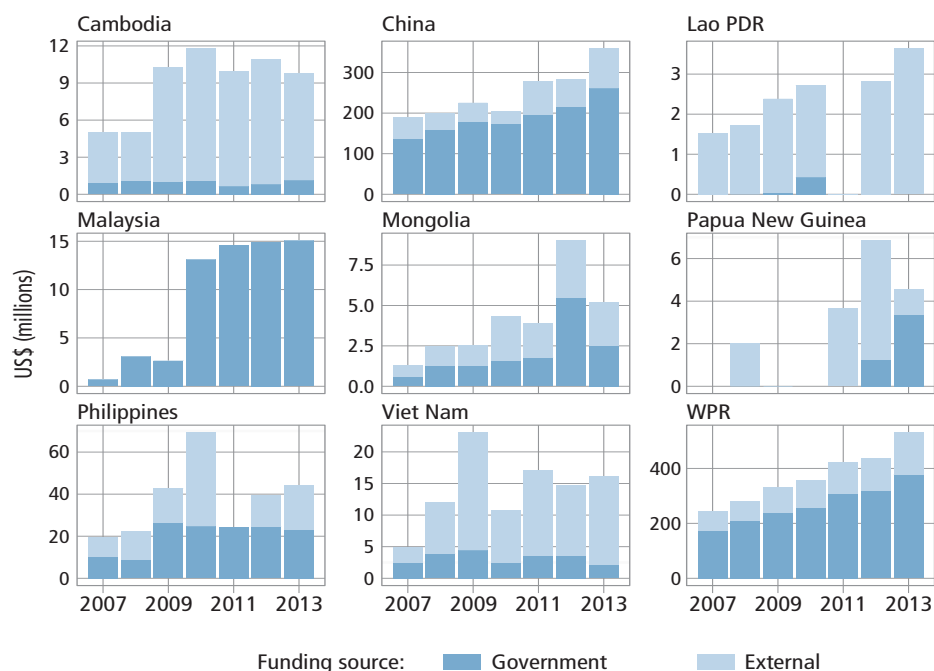 Cambodia
12
9
6
3
0
China
300
200
100
0
Lao PDR
3
2
1
0
US$ (millions)
Malaysia
15
10
5
0
Mongolia
7.5
5.0
2.5
0.0
Papua New Guinea
6
4
2
0
Philippines
60
40
20
0
2007 2009 2011 2013
Viet Nam
20
15
10
5
0
2007 2009 2011 2013
WPR
400
200
0
2007 2009 2011 2013
Funding source: Government External